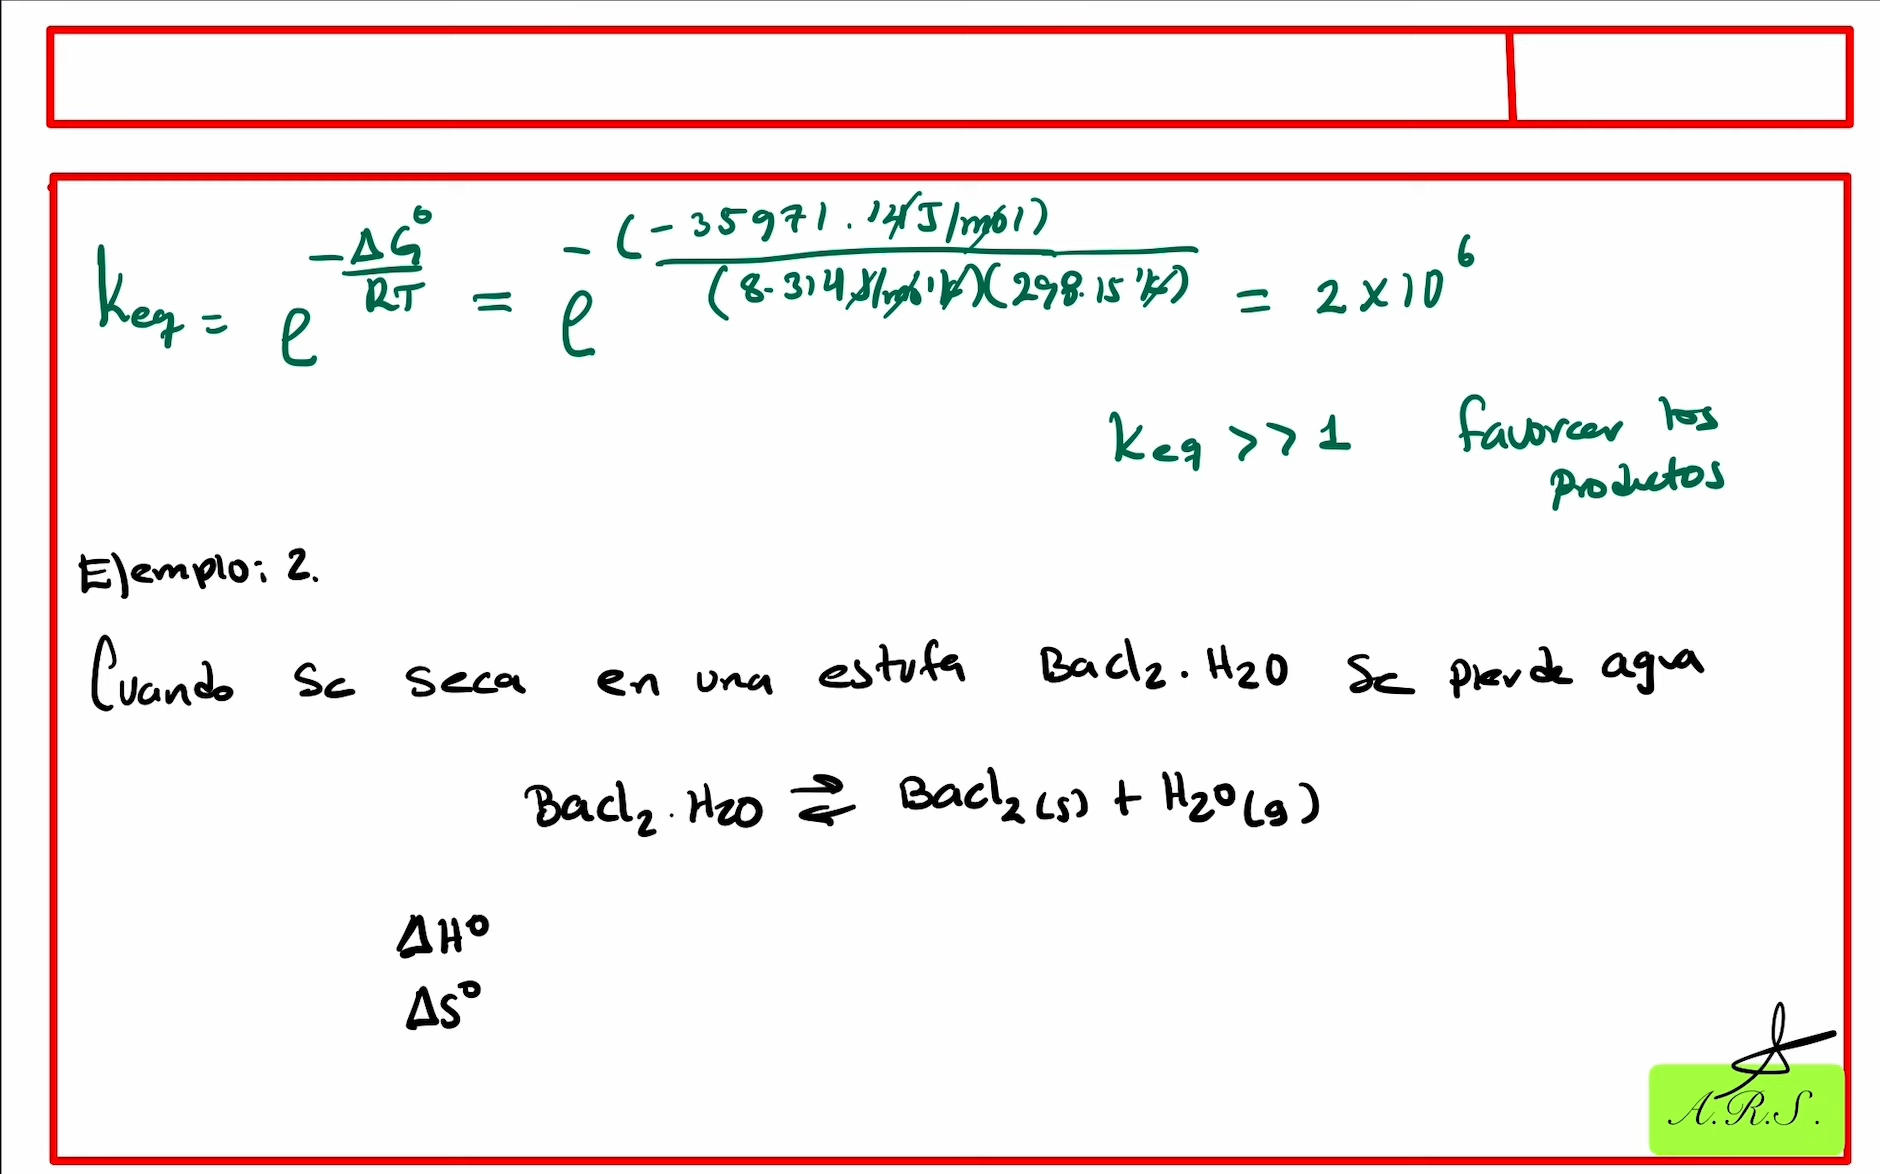 Keq = e^(-ΔG°/RT) = e^(-(-35971.14 J/mol)/((8.314 J/mol°K)(298.15 °K))) = 2 x 10^6
Keq >> 1 favorcer los
Productos
Ejemplo: 2.
Cuando se seca en una estufa BaCl2 . H2O se pierde agua
BaCl2 . H2O ⇌ BaCl2 (s) + H2O (g)
ΔH°
ΔS°
A.R.S.